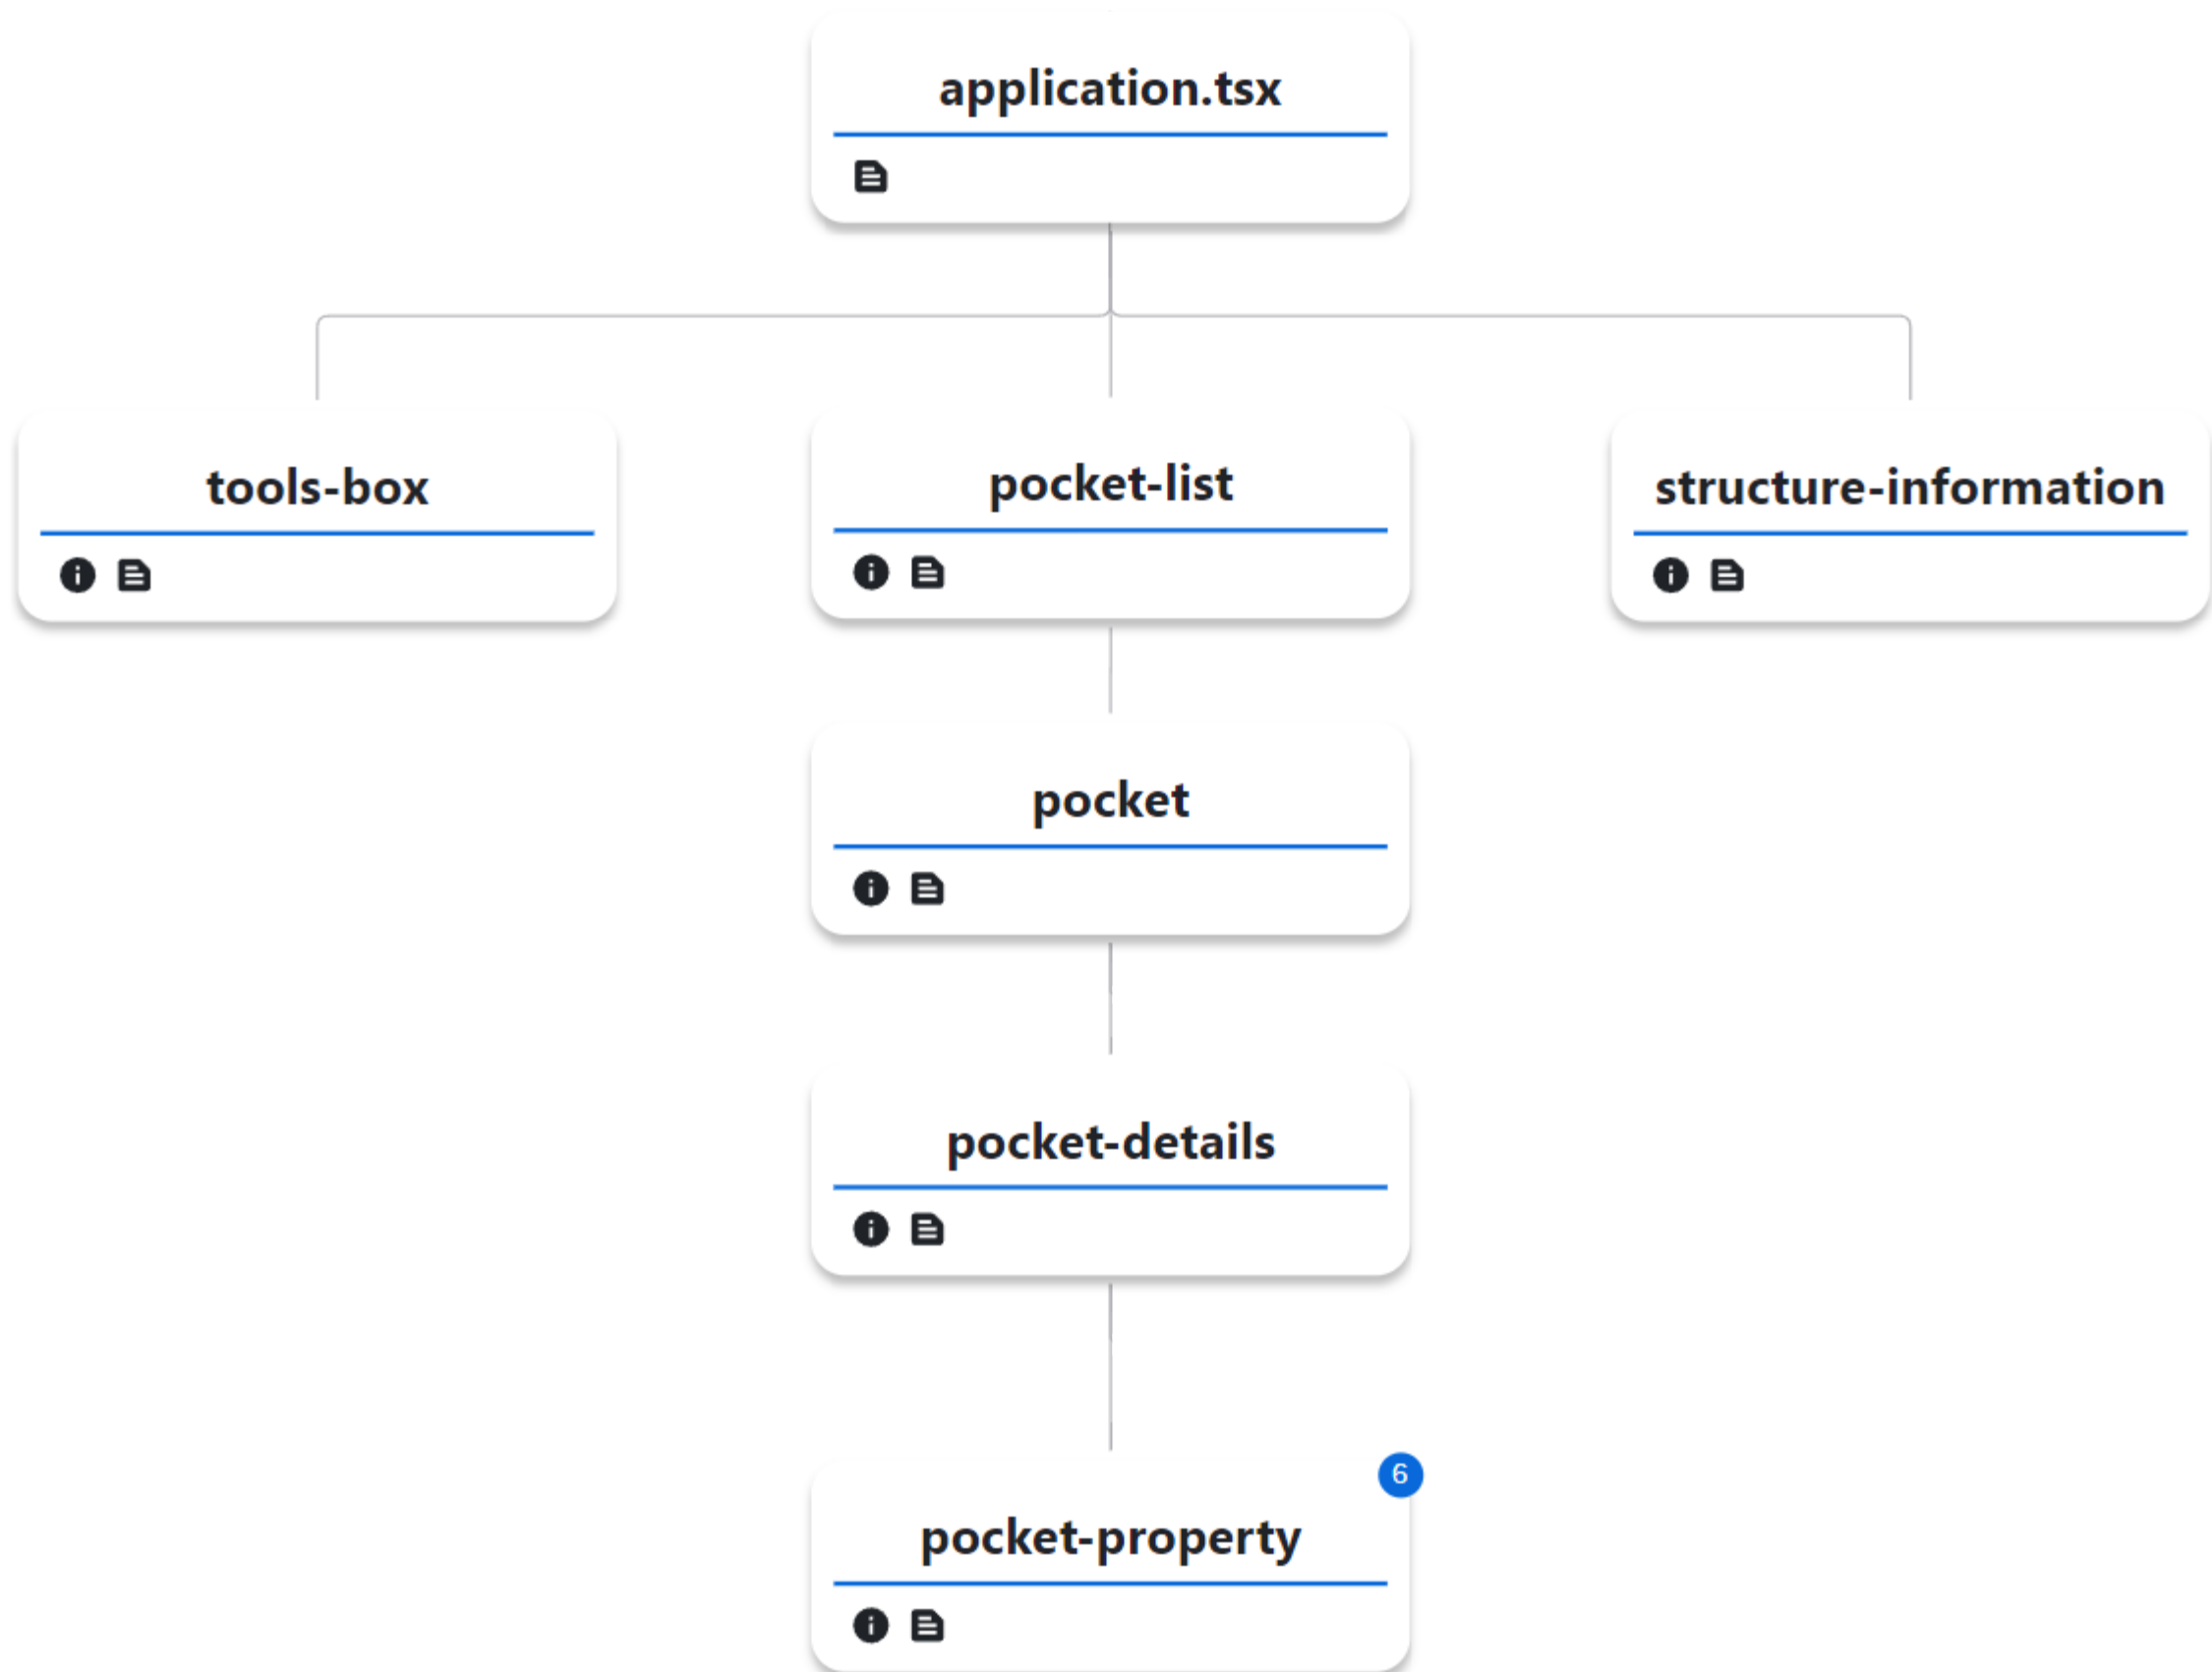 application.tsx
tools-box
pocket-list
structure-information
pocket
pocket-details
6
pocket-property